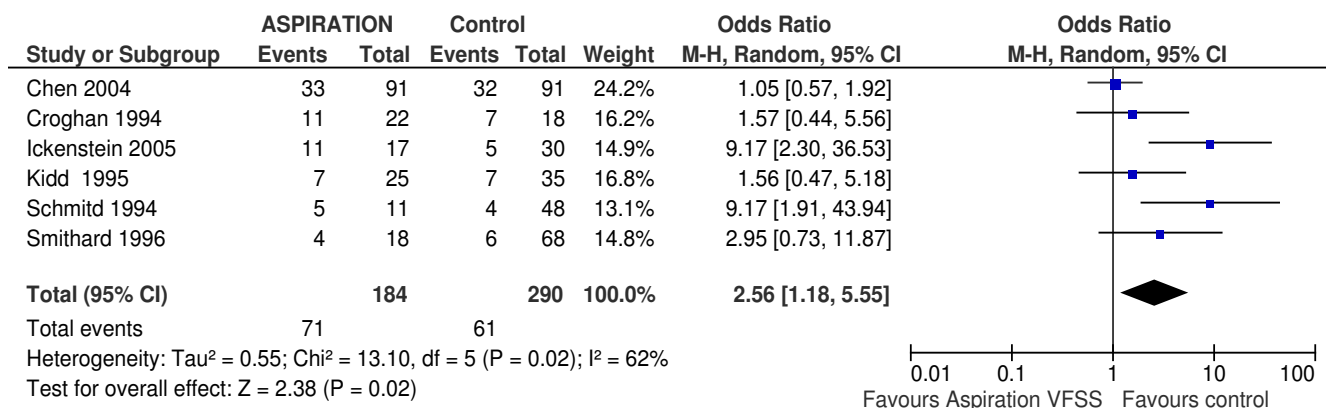 ASPIRATION Control Odds Ratio Odds Ratio
Study or Subgroup Events Total Events Total Weight M-H, Random, 95% CI M-H, Random, 95% CI
Chen 2004 33 91 32 91 24.2% 1.05 [0.57, 1.92]
Croghan 1994 11 22 7 18 16.2% 1.57 [0.44, 5.56]
Ickenstein 2005 11 17 5 30 14.9% 9.17 [2.30, 36.53]
Kidd 1995 7 25 7 35 16.8% 1.56 [0.47, 5.18]
Schmitd 1994 5 11 4 48 13.1% 9.17 [1.91, 43.94]
Smithard 1996 4 18 6 68 14.8% 2.95 [0.73, 11.87]
Total (95% CI) 184 290 100.0% 2.56 [1.18, 5.55]
Total events 71 61
Heterogeneity: Tau² = 0.55; Chi² = 13.10, df = 5 (P = 0.02); I² = 62%
Test for overall effect: Z = 2.38 (P = 0.02)
0.01 0.1 1 10 100
Favours Aspiration VFSS Favours control